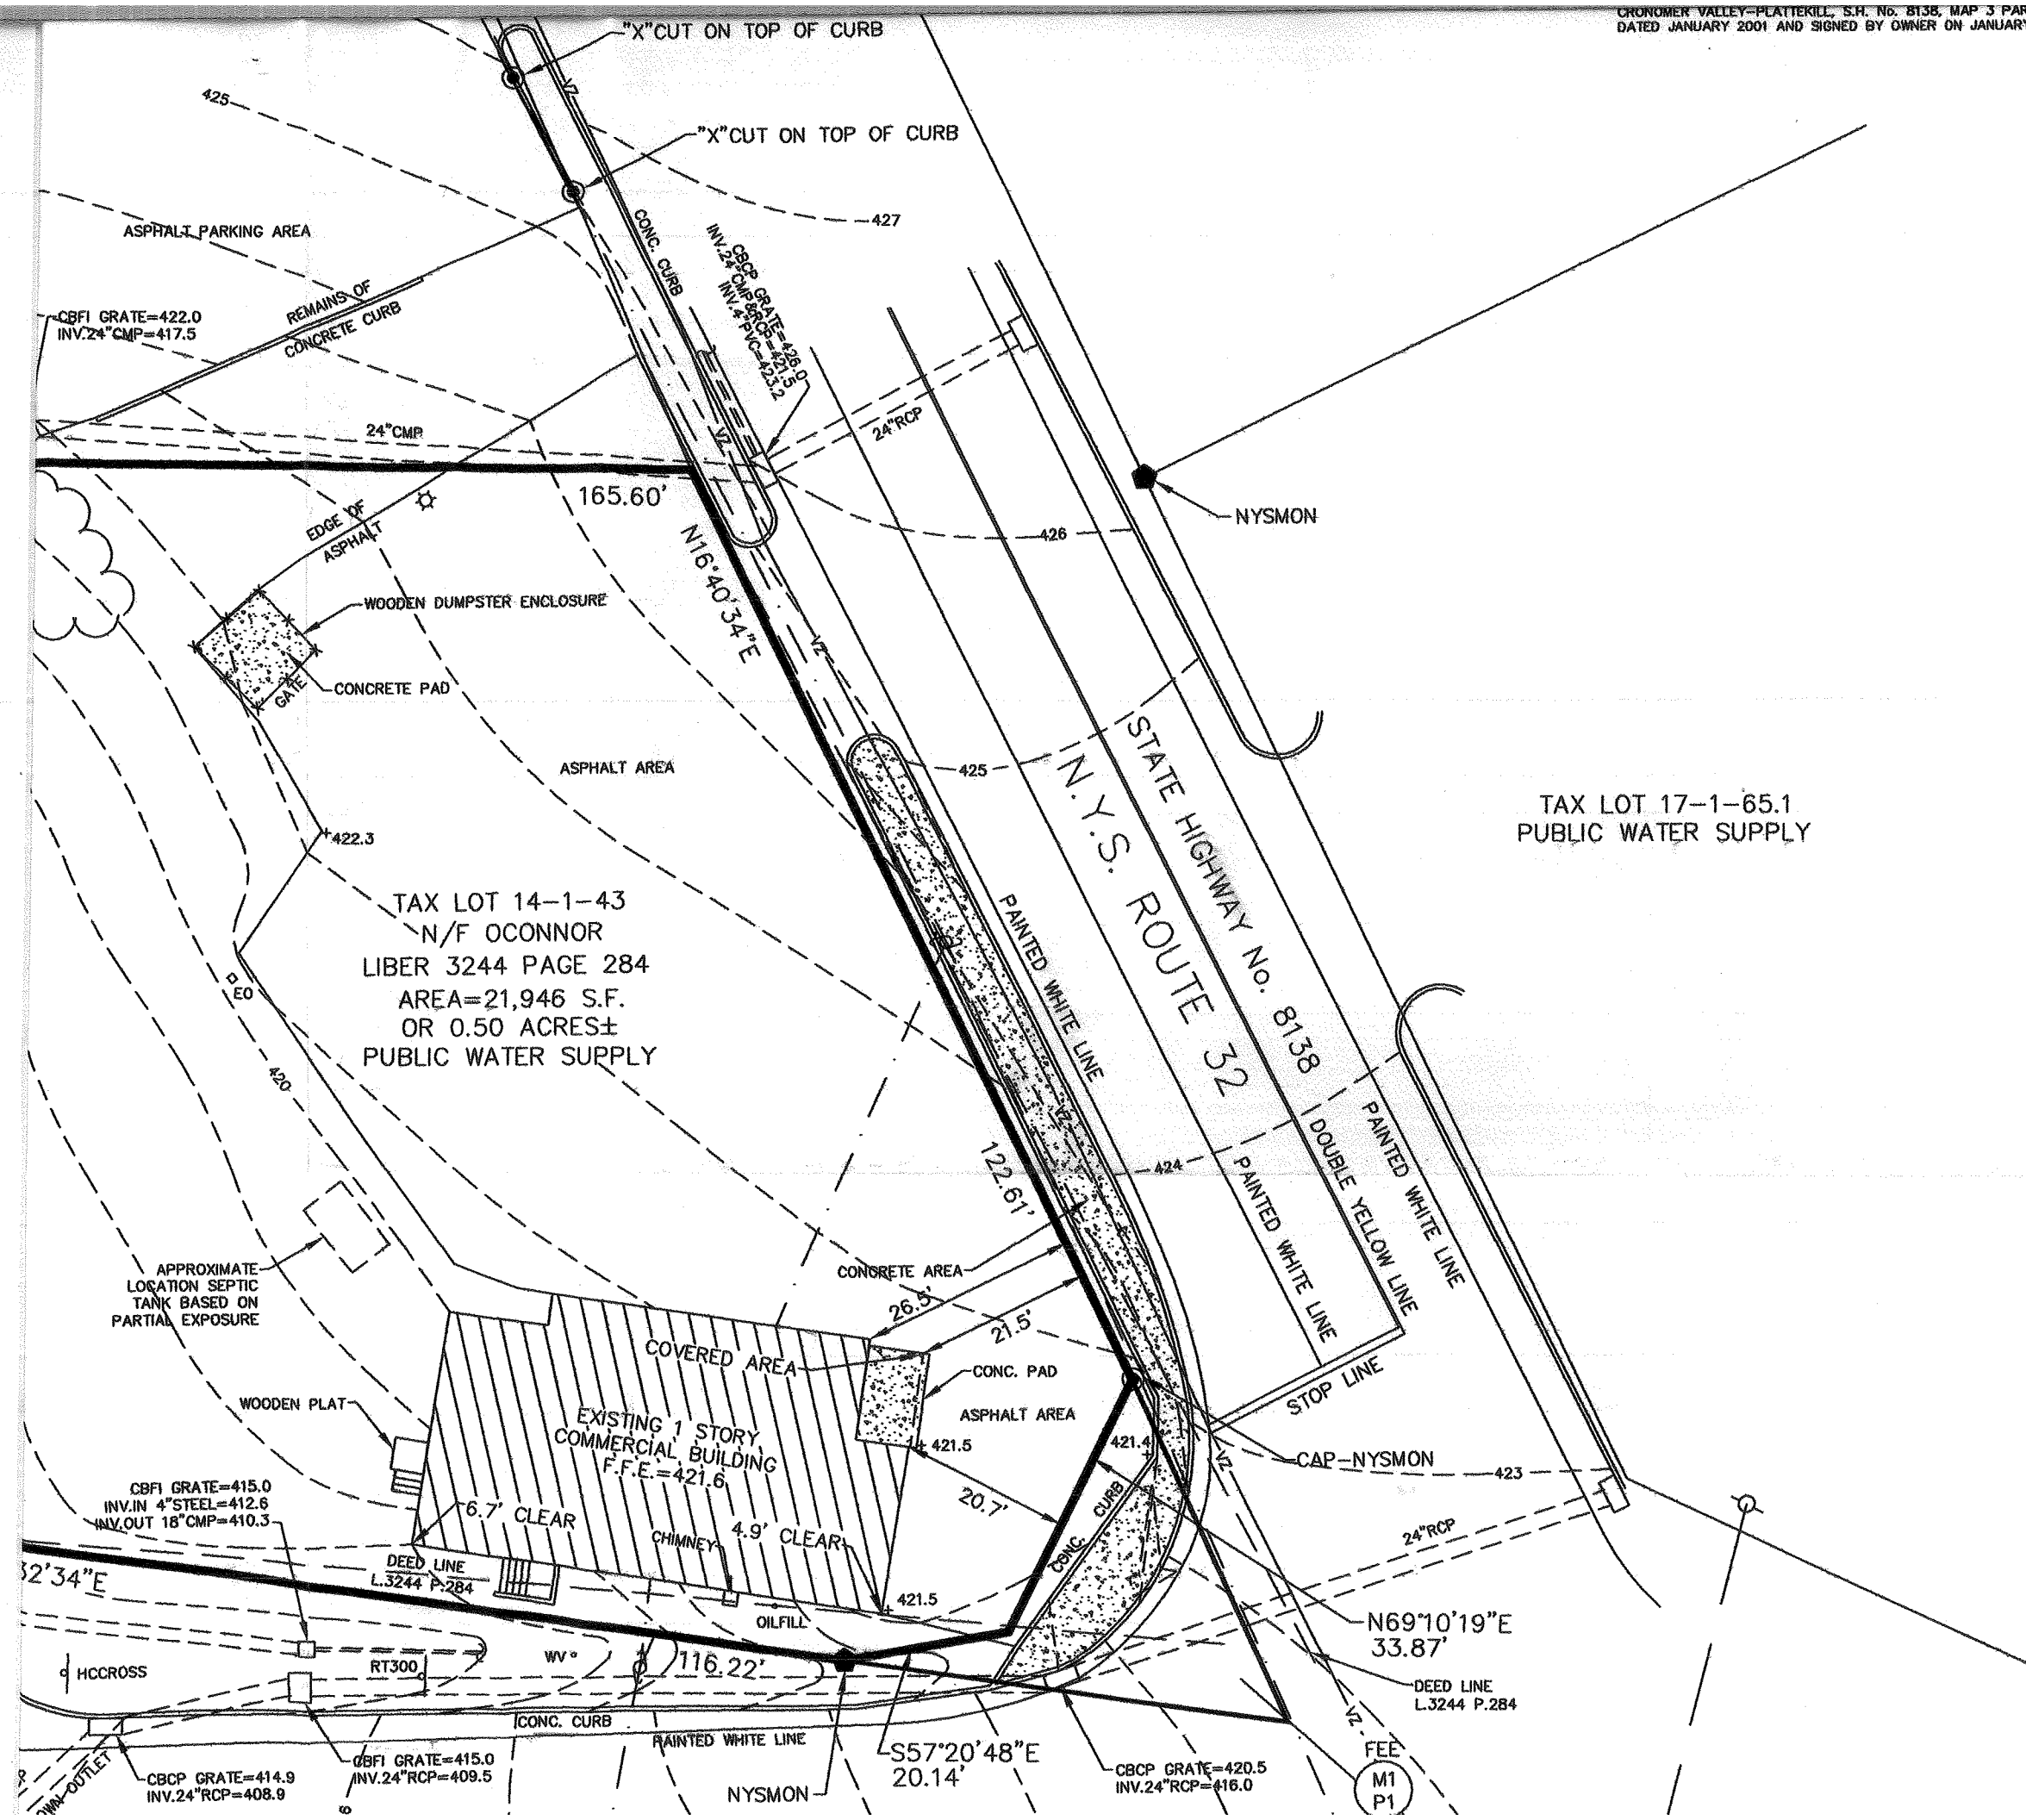 CRONOMER VALLEY-PLATTEKILL, S.H. No. 8138, MAP 3 PAR
DATED JANUARY 2001 AND SIGNED BY OWNER ON JANUAR
"X"CUT ON TOP OF CURB
425
"X"CUT ON TOP OF CURB
VZ
427
ASPHALT PARKING AREA
CONC. CURB
CBCP GRATE=426.0
INV.24"CMP&RCP=421.5
INV.4"PVC=423.2
REMAINS OF
CONCRETE CURB
CBFI GRATE=422.0
INV.24"CMP=417.5
24"CMP
VZ
24"RCP
165.60'
NYSMON
426
EDGE OF
ASPHALT
N16°40'34"E
WOODEN DUMPSTER ENCLOSURE
VZ
CONCRETE PAD
GATE
ASPHALT AREA
425
STATE HIGHWAY No. 8138
N.Y.S. ROUTE 32
TAX LOT 17-1-65.1
PUBLIC WATER SUPPLY
422.3
TAX LOT 14-1-43
N/F OCONNOR
LIBER 3244 PAGE 284
AREA=21,946 S.F.
OR 0.50 ACRES±
PUBLIC WATER SUPPLY
PAINTED WHITE LINE
EO
420
VZ
122.61'
424
PAINTED WHITE LINE
DOUBLE YELLOW LINE
PAINTED WHITE LINE
APPROXIMATE
LOCATION SEPTIC
TANK BASED ON
PARTIAL EXPOSURE
CONCRETE AREA
26.5'
21.5'
COVERED AREA
CONC. PAD
STOP LINE
WOODEN PLAT
EXISTING 1 STORY
COMMERCIAL BUILDING
F.F.E.=421.6
ASPHALT AREA
421.5
421.4
CAP-NYSMON
VZ
423
CBFI GRATE=415.0
INV.IN 4"STEEL=412.6
INV.OUT 18"CMP=410.3
6.7' CLEAR
20.7'
CONC. CURB
CHIMNEY
4.9' CLEAR
24"RCP
DEED LINE
L.3244 P.284
32'34"E
421.5
OILFILL
N69°10'19"E
33.87'
HCCROSS
RT300
WV
116.22'
DEED LINE
L.3244 P.284
VZ
CONC. CURB
PAINTED WHITE LINE
S57°20'48"E
20.14'
FEE
M1
P1
CBFI GRATE=415.0
INV.24"RCP=409.5
CBCP GRATE=420.5
INV.24"RCP=416.0
CBCP GRATE=414.9
INV.24"RCP=408.9
OWN OUTLET
NYSMON